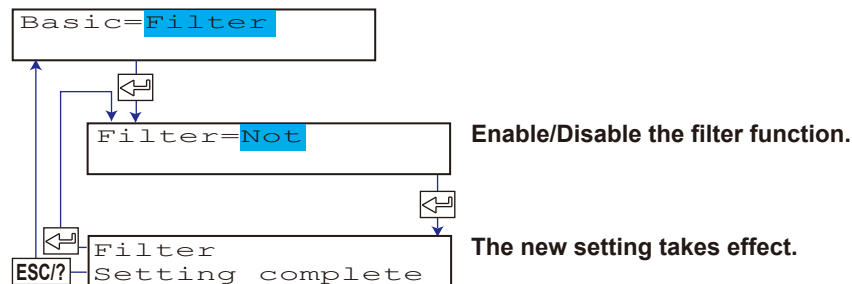 Basic=Filter
Filter=Not
Enable/Disable the filter function.
Filter
Setting complete
The new setting takes effect.
ESC/?